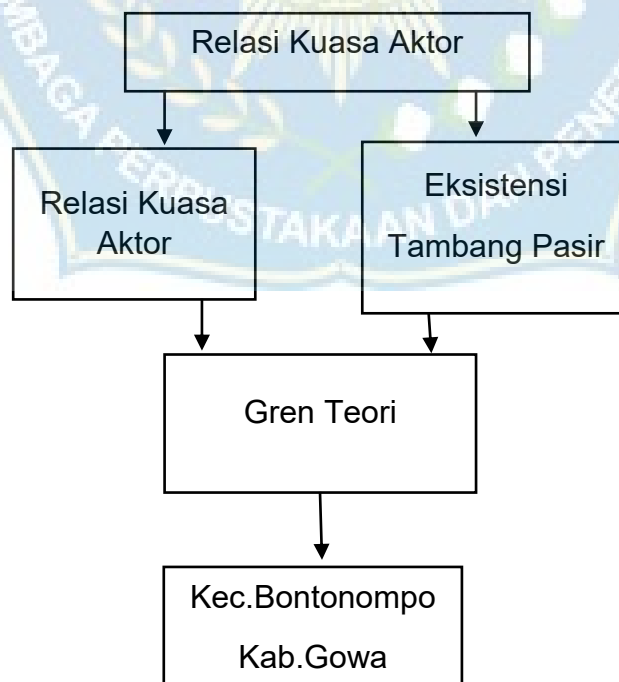 Relasi Kuasa Aktor
Relasi Kuasa
Aktor
Eksistensi
Tambang Pasir
Gren Teori
Kec.Bontonompo
Kab.Gowa